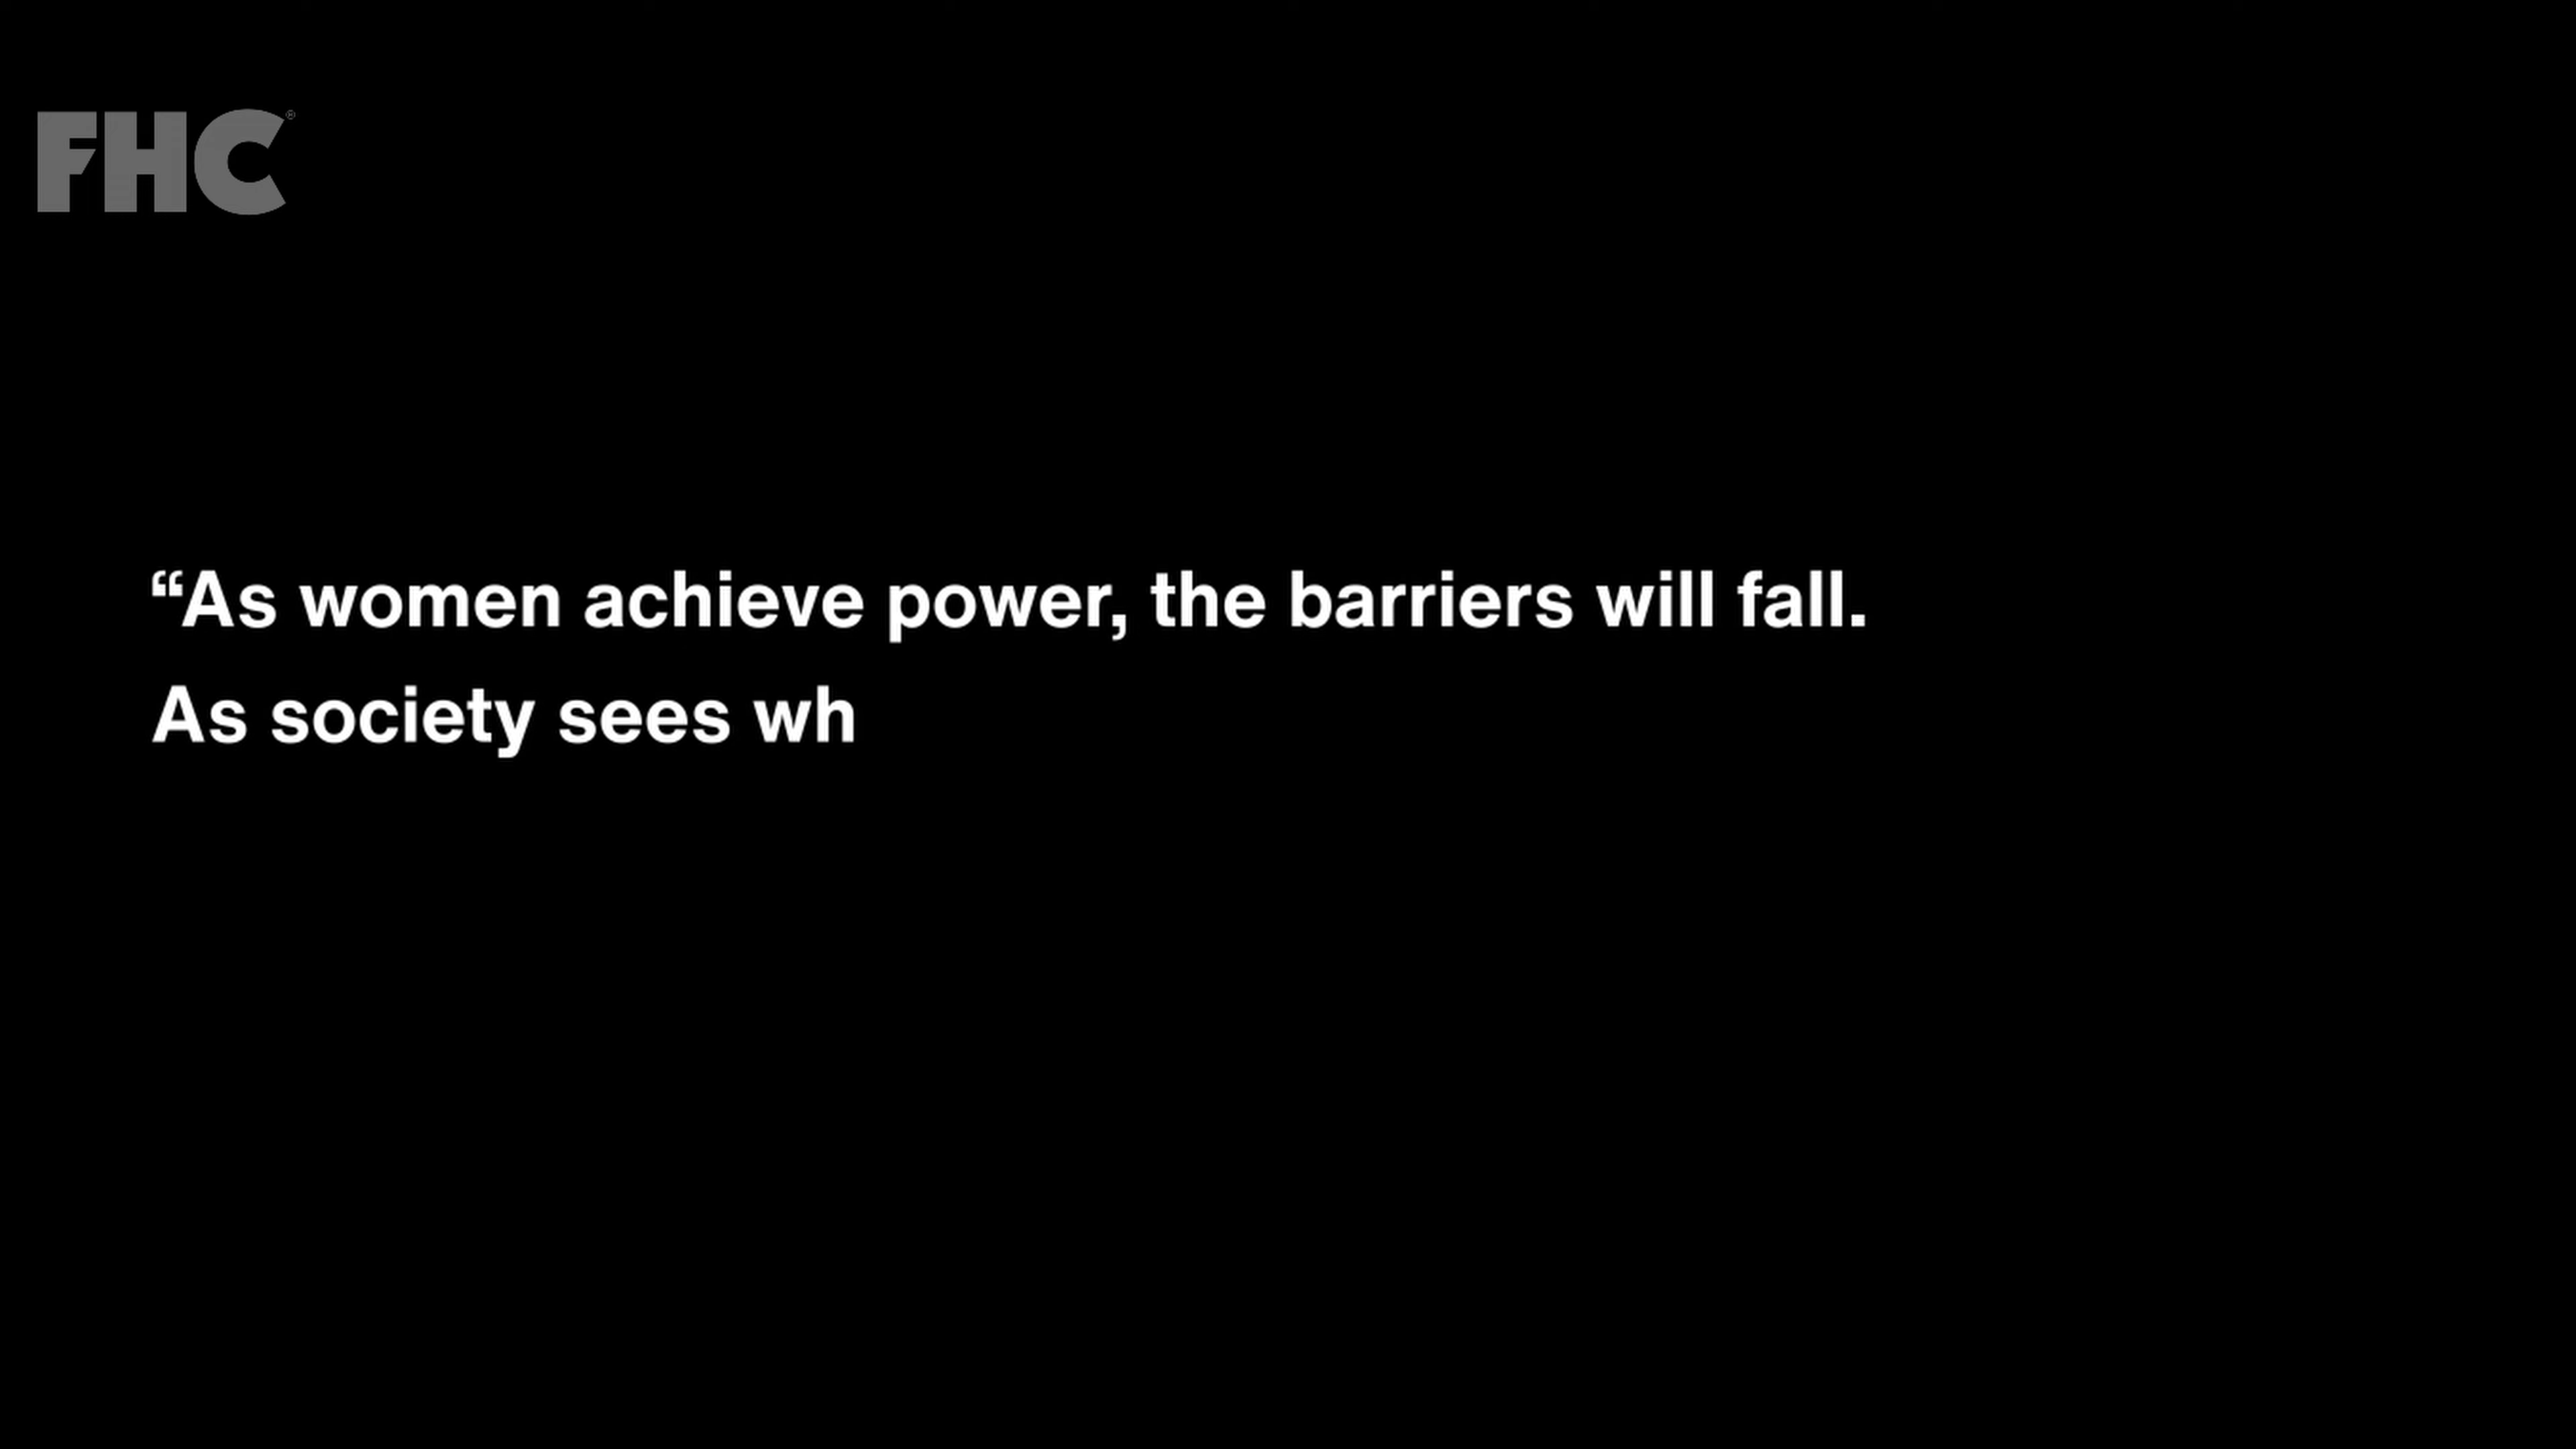 FHC®
“As women achieve power, the barriers will fall.
As society sees wh